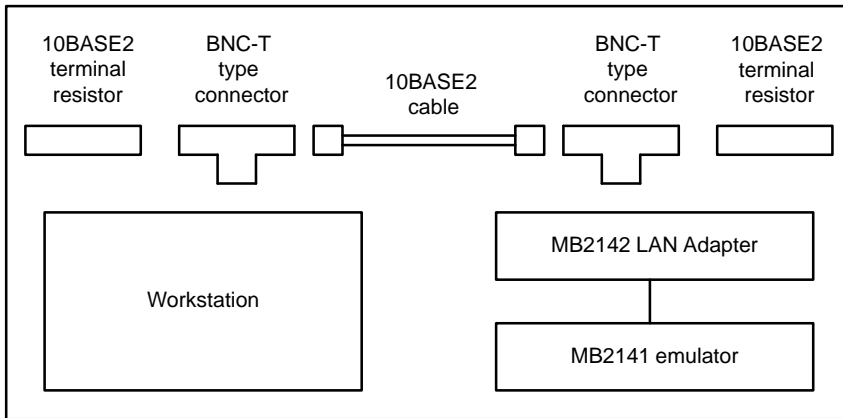 10BASE2
terminal
resistor
BNC-T
type
connector
10BASE2
cable
BNC-T
type
connector
10BASE2
terminal
resistor
Workstation
MB2142 LAN Adapter
MB2141 emulator